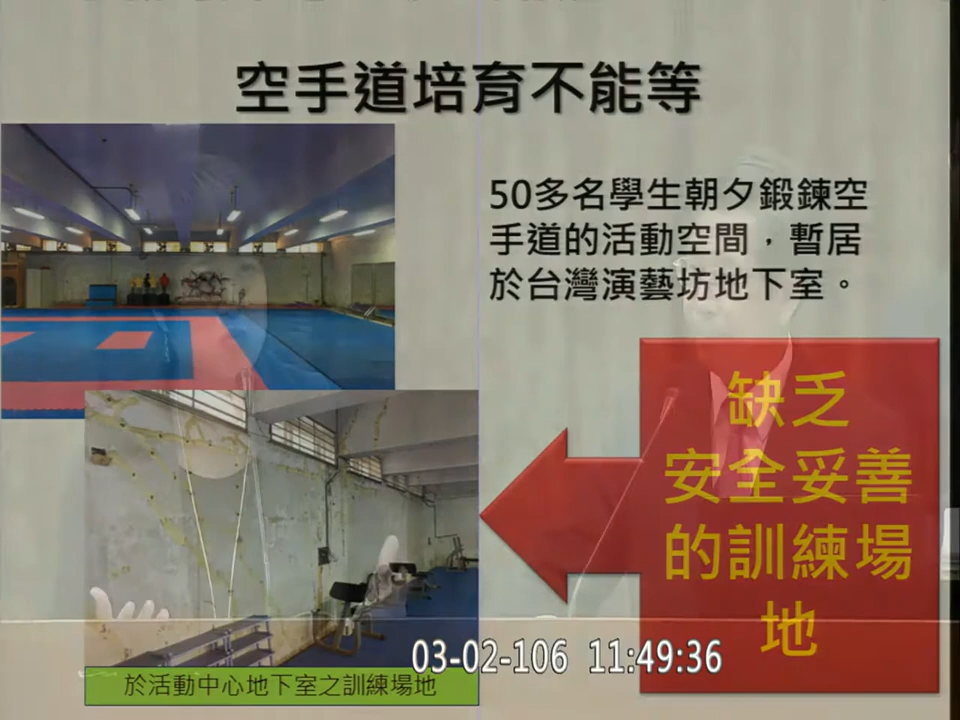 空手道培育不能等
50多名學生朝夕鍛鍊空
手道的活動空間，暫居
於台灣演藝坊地下室。
缺乏
安全妥善
的訓練場
地
03-02-106 11:49:36
於活動中心地下室之訓練場地